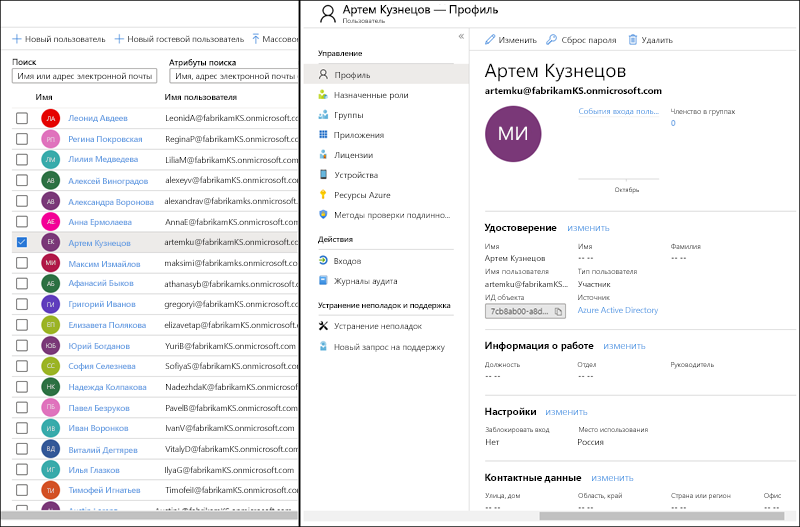 + Новый пользователь + Новый гостевой пользователь Массовоe
Поиск Атрибуты поиска
Имя или адрес электронной почты Имя, адрес электронной почты
Имя Имя пользователя
ЛА Леонид Авдеев LeonidA@fabrikamKS.onmicrosoft.com
РП Регина Покровская ReginaP@fabrikamKS.onmicrosoft.com
ЛМ Лилия Медведева LiliaM@fabrikamKS.onmicrosoft.com
АВ Алексей Виноградов alexeyv@fabrikamKS.onmicrosoft.com
АВ Александра Воронова alexandrav@fabrikamks.onmicrosoft.com
АЕ Анна Ермолаева AnnaE@fabrikamKS.onmicrosoft.com
ЕК Артем Кузнецов artemku@fabrikamKS.onmicrosoft.co
МИ Максим Измайлов maksimi@fabrikamks.onmicrosoft.com
АБ Афанасий Быков athanasyb@fabrikamKS.onmicrosoft.com
ГИ Григорий Иванов gregoryi@fabrikamKS.onmicrosoft.com
ЕП Елизавета Полякова elizavetap@fabrikamKS.onmicrosoft.com
ЮБ Юрий Богданов YuriB@fabrikamKS.onmicrosoft.com
СС София Селезнева SofiyaS@fabrikamKS.onmicrosoft.com
НК Надежда Колпакова NadezhdaK@fabrikamKS.onmicrosoft.com
ПБ Павел Безруков PavelB@fabrikamKS.onmicrosoft.com
ИВ Иван Воронков IvanV@fabrikamKS.onmicrosoft.com
ВД Виталий Дегтярев VitalyD@fabrikamKS.onmicrosoft.com
ИГ Илья Глазков IlyaG@fabrikamKS.onmicrosoft.com
ТИ Тимофей Игнатьев TimofeiI@fabrikamKS.onmicrosoft.com
Артем Кузнецов — Профиль
Пользователь
«
Управление
Профиль
Назначенные роли
Группы
Приложения
Лицензии
Устройства
Ресурсы Azure
Методы проверки подлинно...
Действия
Входов
Журналы аудита
Устранение неполадок и поддержка
Устранение неполадок
Новый запрос на поддержку
Изменить Сброс пароля Удалить
Артем Кузнецов
artemku@fabrikamKS.onmicrosoft.com
МИ
События входа поль... Членство в группах
0
Октябрь
Удостоверение изменить
Имя Имя Фамилия
Артем Кузнецов -- -- -- --
Имя пользователя Тип пользователя
artemku@fabrikamKS... Участник
ИД объекта Источник
7cb8ab00-a8d... Azure Active Directory
Информация о работе изменить
Должность Отдел Руководитель
-- -- -- --
Настройки изменить
Заблокировать вход Место использования
Нет Россия
Контактные данные изменить
Улица, дом Область, край Страна или регион Офис
-- -- -- -- -- -- -- --